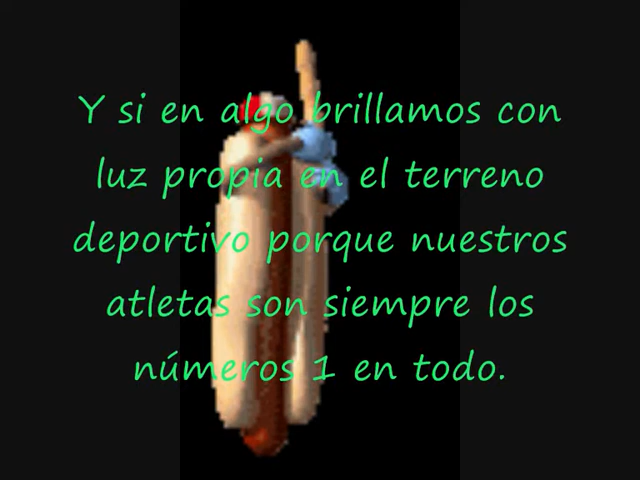 Y si en algo brillamos con
luz propia en el terreno
deportivo porque nuestros
atletas son siempre los
números 1 en todo.